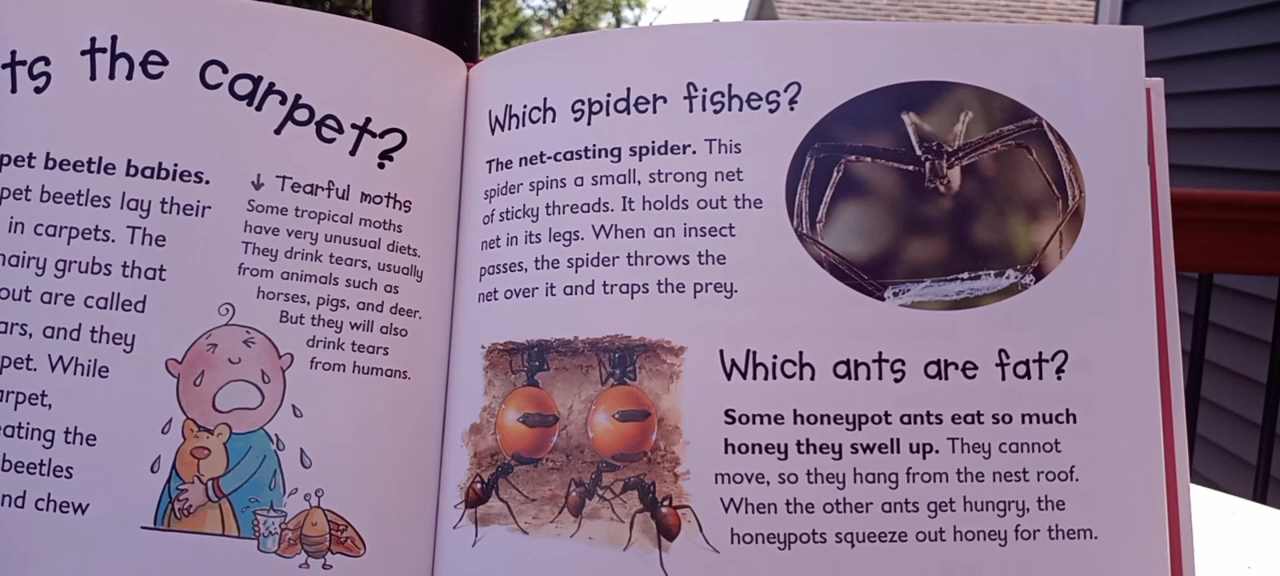 ts the carpet?
pet beetle babies.
pet beetles lay their
in carpets. The
hairy grubs that
out are called
ars, and they
pet. While
arpet,
eating the
beetles
nd chew
↓ Tearful moths
Some tropical moths
have very unusual diets.
They drink tears, usually
from animals such as
horses, pigs, and deer.
But they will also
drink tears
from humans.
Which spider fishes?
The net-casting spider. This
spider spins a small, strong net
of sticky threads. It holds out the
net in its legs. When an insect
passes, the spider throws the
net over it and traps the prey.
Which ants are fat?
Some honeypot ants eat so much
honey they swell up. They cannot
move, so they hang from the nest roof.
When the other ants get hungry, the
honeypots squeeze out honey for them.